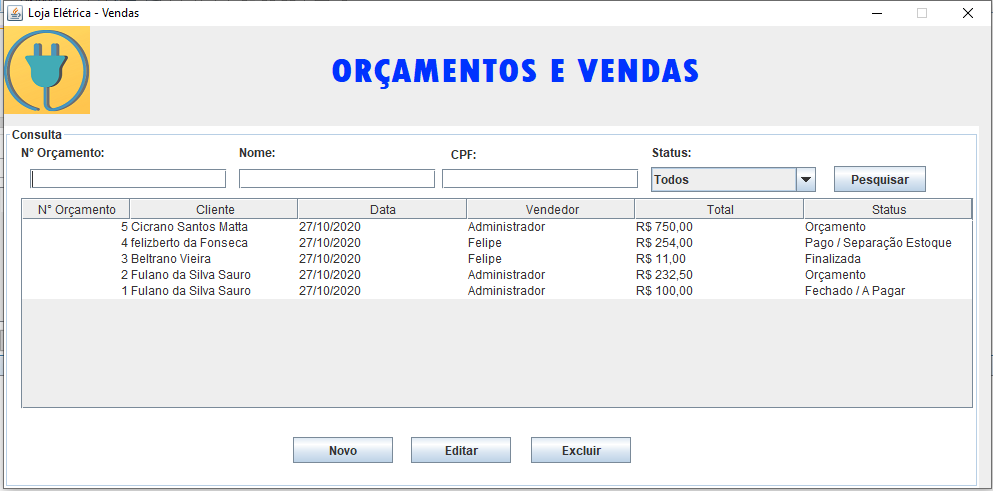 Loja Elétrica - Vendas
ORÇAMENTOS E VENDAS
Consulta
N° Orçamento: Nome: CPF: Status:
Todos Pesquisar
N° Orçamento Cliente Data Vendedor Total Status
5 Cicrano Santos Matta 27/10/2020 Administrador R$ 750,00 Orçamento
4 felizberto da Fonseca 27/10/2020 Felipe R$ 254,00 Pago / Separação Estoque
3 Beltrano Vieira 27/10/2020 Felipe R$ 11,00 Finalizada
2 Fulano da Silva Sauro 27/10/2020 Administrador R$ 232,50 Orçamento
1 Fulano da Silva Sauro 27/10/2020 Administrador R$ 100,00 Fechado / A Pagar
Novo Editar Excluir